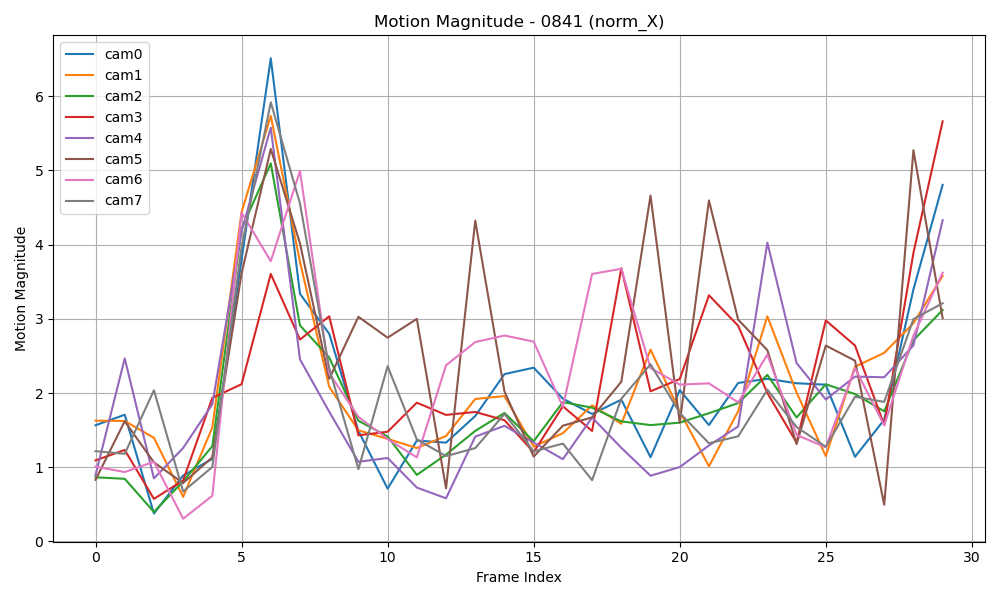 Motion Magnitude - 0841 (norm_X)
cam0
cam1
cam2
cam3
cam4
cam5
cam6
cam7
Motion Magnitude
6
5
4
3
2
1
0
0 5 10 15 20 25 30
Frame Index